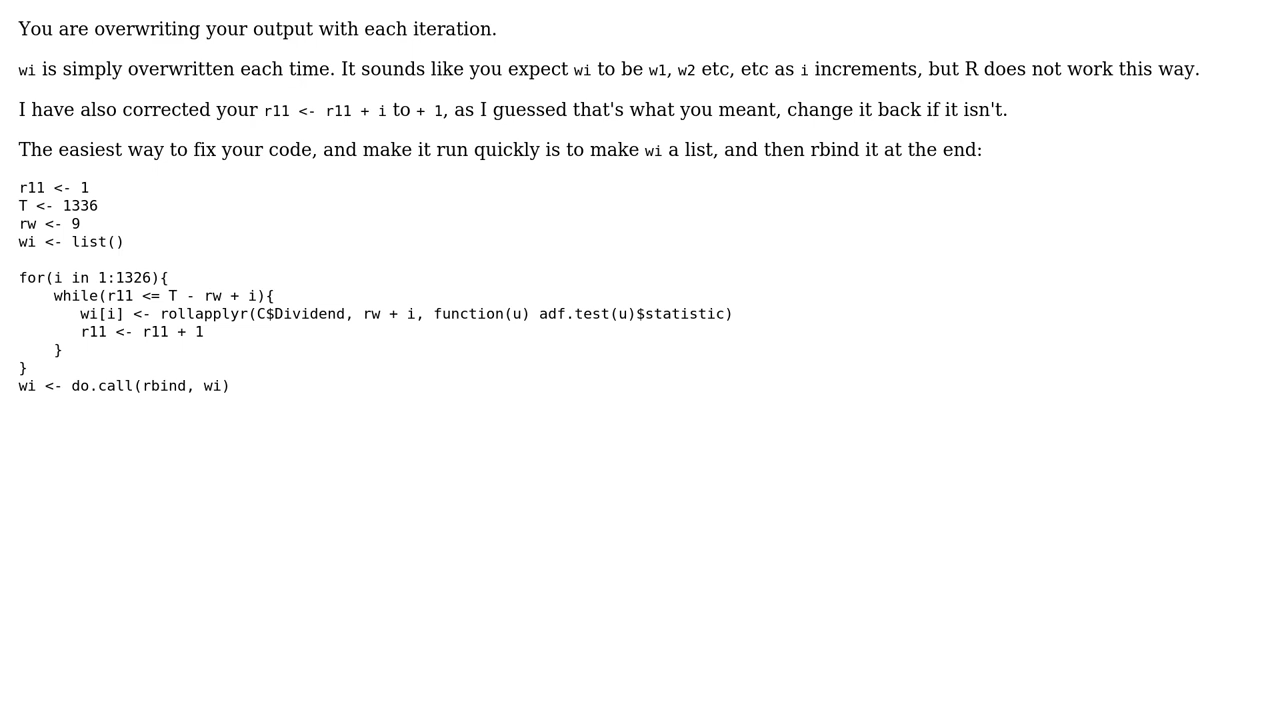 You are overwriting your output with each iteration.
wi is simply overwritten each time. It sounds like you expect wi to be w1, w2 etc, etc as i increments, but R does not work this way.
I have also corrected your r11 <- r11 + i to + 1, as I guessed that's what you meant, change it back if it isn't.
The easiest way to fix your code, and make it run quickly is to make wi a list, and then rbind it at the end:
r11 <- 1
T <- 1336
rw <- 9
wi <- list()

for(i in 1:1326){
    while(r11 <= T - rw + i){
       wi[i] <- rollapplyr(C$Dividend, rw + i, function(u) adf.test(u)$statistic)
       r11 <- r11 + 1
    }
}
wi <- do.call(rbind, wi)